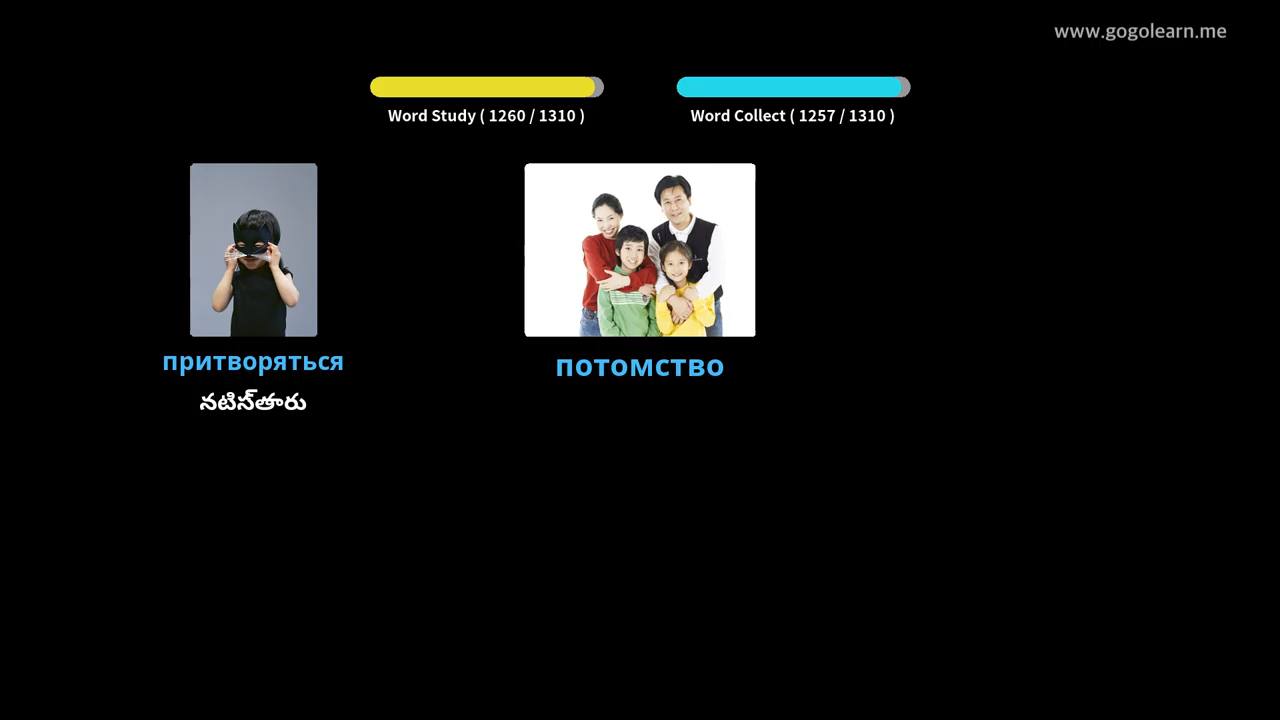 www.gogolearn.me
Word Study ( 1260 / 1310 )
Word Collect ( 1257 / 1310 )
притворяться
నటిస్తారు
потомство